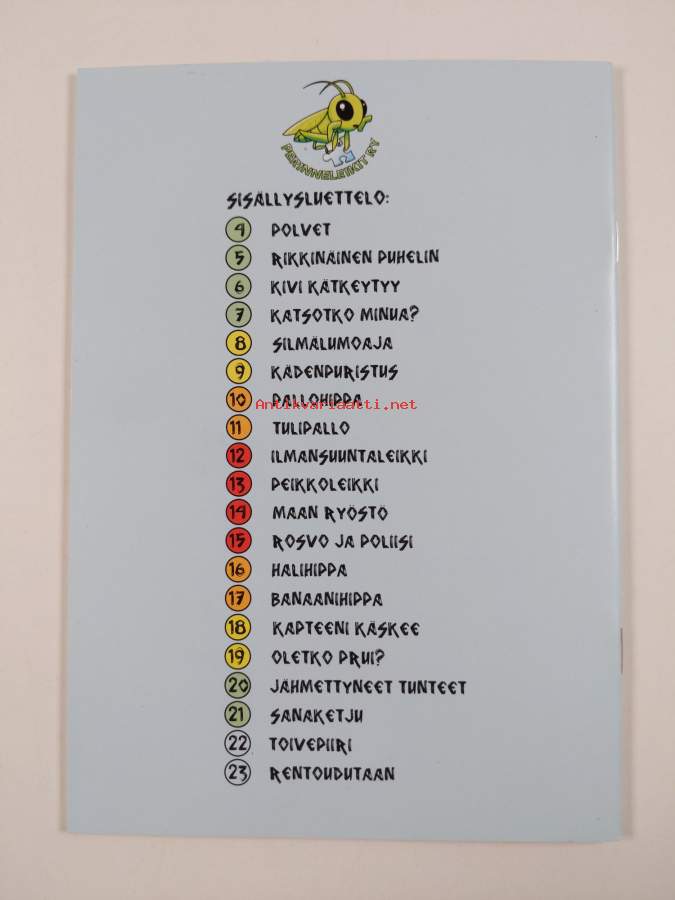 PERINNELEIKIT RY
SISÄLLYSLUETTELO:
4 POLVET
5 RIKKINÄINEN PUHELIN
6 KIVI KÄTKEYTYY
7 KATSOTKO MINUA?
8 SILMÄLUMOAJA
9 KÄDENPURISTUS
10 PALLOHIPPA
Antikvariaatti.net
11 TULIPALLO
12 ILMANSUUNTALEIKKI
13 PEIKKOLEIKKI
14 MAAN RYÖSTÖ
15 ROSVO JA POLIISI
16 HALIHIPPA
17 BANAANIHIPPA
18 KAPTEENI KÄSKEE
19 OLETKO PRUI?
20 JÄHMETTYNEET TUNTEET
21 SANAKETJU
22 TOIVEPIIRI
23 RENTOUDUTAAN